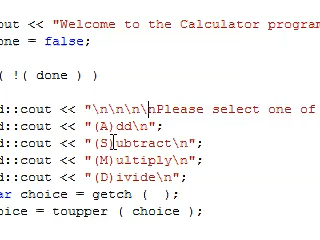 out << "Welcome to the Calculator program
one = false;
( !( done ) )
d::cout << "\n\n\n\nPlease select one of
d::cout << "(A)dd\n";
d::cout << "(S)ubtract\n";
d::cout << "(M)ultiply\n";
d::cout << "(D)ivide\n";
ar choice = getch (  );
oice = toupper ( choice );